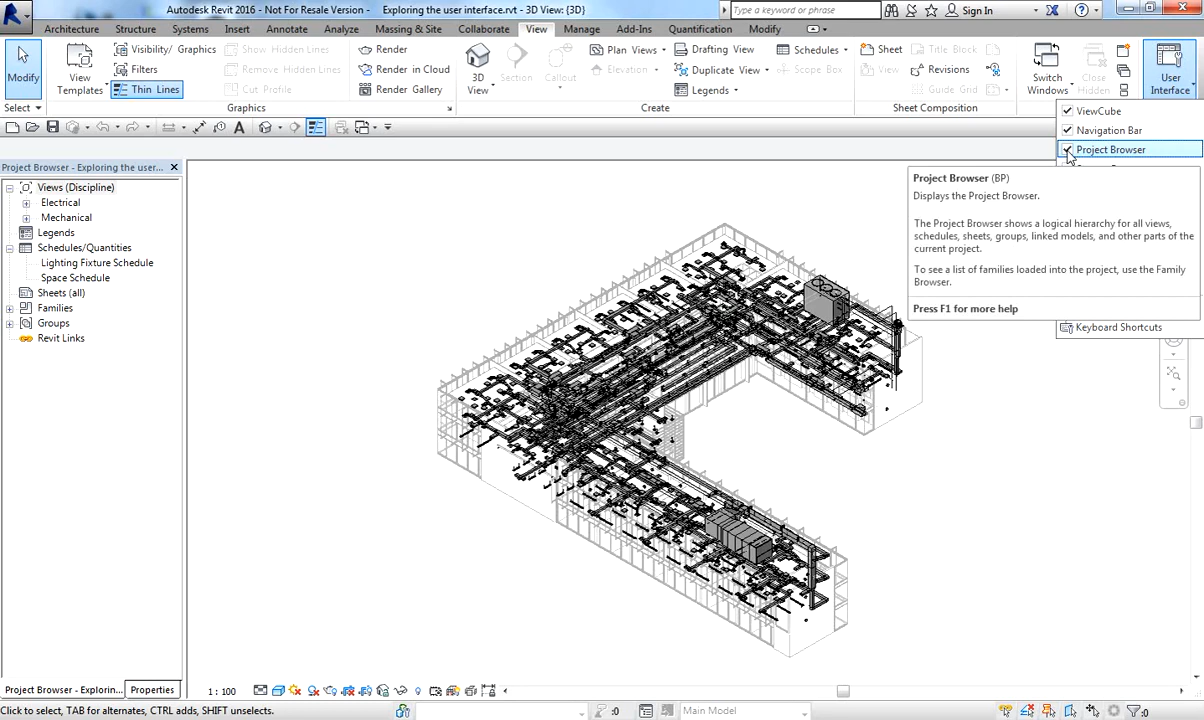 Autodesk Revit 2016 - Not For Resale Version - Exploring the user interface.rvt - 3D View: {3D}
Type a keyword or phrase
Sign In
Architecture Structure Systems Insert Annotate Analyze Massing & Site Collaborate View Manage Add-Ins Quantification Modify
Modify
View
Templates
Visibility/ Graphics
Filters
Thin Lines
Show Hidden Lines
Remove Hidden Lines
Cut Profile
Render
Render in Cloud
Render Gallery
3D
View
Section
Callout
Plan Views
Elevation
Drafting View
Duplicate View
Legends
Schedules
Scope Box
Sheet
View
Title Block
Revisions
Guide Grid
Switch
Windows
Close
Hidden
User
Interface
Select
Graphics
Create
Sheet Composition
ViewCube
Navigation Bar
Project Browser
Project Browser (BP)
Displays the Project Browser.
The Project Browser shows a logical hierarchy for all views,
schedules, sheets, groups, linked models, and other parts of the
current project.
To see a list of families loaded into the project, use the Family
Browser.
Press F1 for more help
Keyboard Shortcuts
Project Browser - Exploring the user...
Views (Discipline)
Electrical
Mechanical
Legends
Schedules/Quantities
Lighting Fixture Schedule
Space Schedule
Sheets (all)
Families
Groups
Revit Links
Project Browser - Explorin...
Properties
1 : 100
Click to select, TAB for alternates, CTRL adds, SHIFT unselects.
:0
Main Model
:0